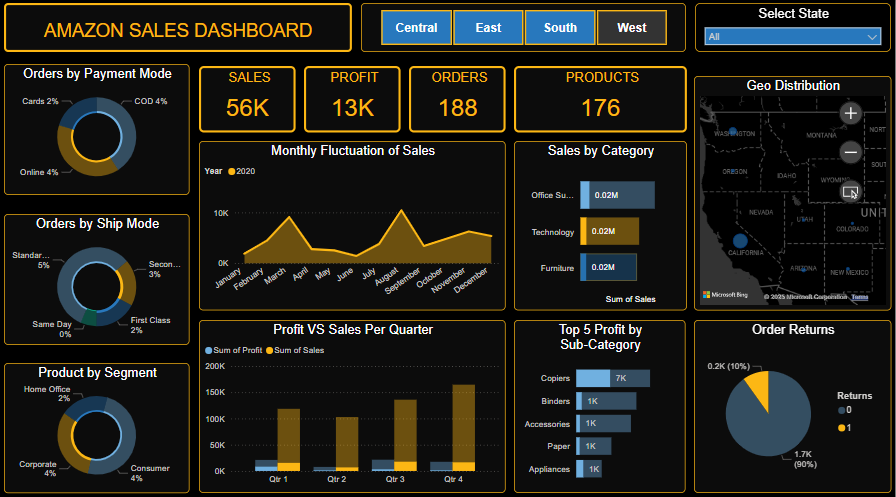 AMAZON SALES DASHBOARD
Central
East
South
West
Select State
All
Orders by Payment Mode
Cards 2%
COD 4%
Online 4%
SALES
56K
PROFIT
13K
ORDERS
188
PRODUCTS
176
Geo Distribution
WASHINGTON
MONTANA
NORT
OREGON
IDAHO
WYOMING
SOUT
NEVADA
UTAH
UNIT
COLORADO
CALIFORNIA
ARIZONA
NEW MEXICO
Microsoft Bing
© 2025 Microsoft Corporation Terms
Monthly Fluctuation of Sales
Year
2020
10K
0K
January
February
March
April
May
June
July
August
September
October
November
December
Sales by Category
Office Su...
0.02M
Technology
0.02M
Furniture
0.02M
Sum of Sales
Orders by Ship Mode
Standar...
5%
Secon...
3%
First Class
2%
Same Day
0%
Product by Segment
Home Office
2%
Corporate
4%
Consumer
4%
Profit VS Sales Per Quarter
Sum of Profit
Sum of Sales
200K
150K
100K
50K
0K
Qtr 1
Qtr 2
Qtr 3
Qtr 4
Top 5 Profit by
Sub-Category
Copiers
7K
Binders
1K
Accessories
1K
Paper
1K
Appliances
1K
Order Returns
0.2K (10%)
1.7K
(90%)
Returns
0
1